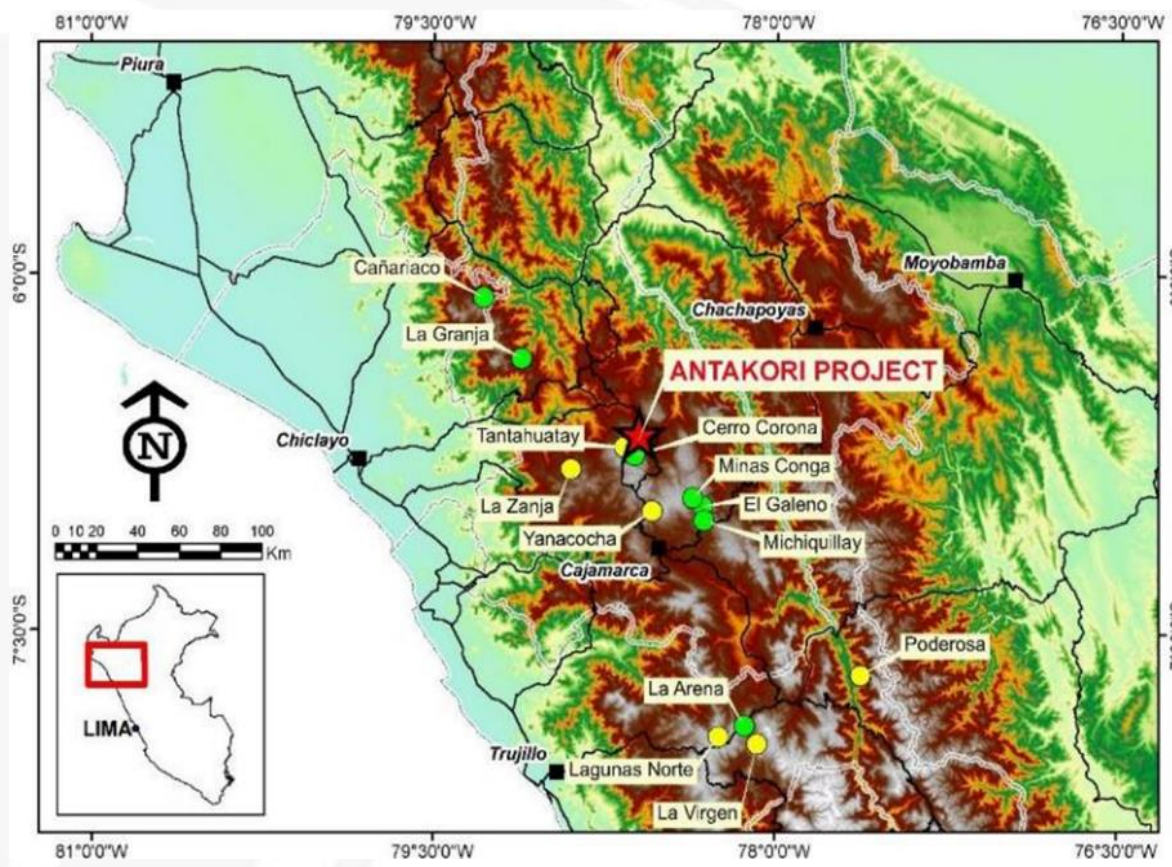 81°0'0"W
79°30'0"W
78°0'0"W
76°30'0"W
Piura
6°0'0"S
Cañariaco
Moyobamba
La Granja
Chachapoyas
ANTAKORI PROJECT
N
Chiclayo
Tantahuatay
Cerro Corona
Minas Conga
La Zanja
El Galeno
Yanacocha
Michiquillay
Cajamarca
0 5 10 20 40 60 80 100
Km
7°30'0"S
Poderosa
La Arena
LIMA
Trujillo
Lagunas Norte
La Virgen
81°0'0"W
79°30'0"W
78°0'0"W
76°30'0"W